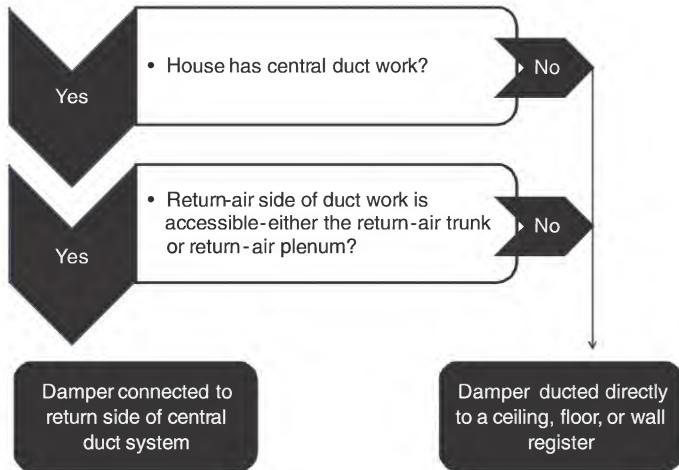 • House has central duct work?
No
Yes
• Return-air side of duct work is
accessible-either the return-air trunk
or return-air plenum?
No
Yes
Damper connected to
return side of central
duct system
Damper ducted directly
to a ceiling, floor, or wall
register